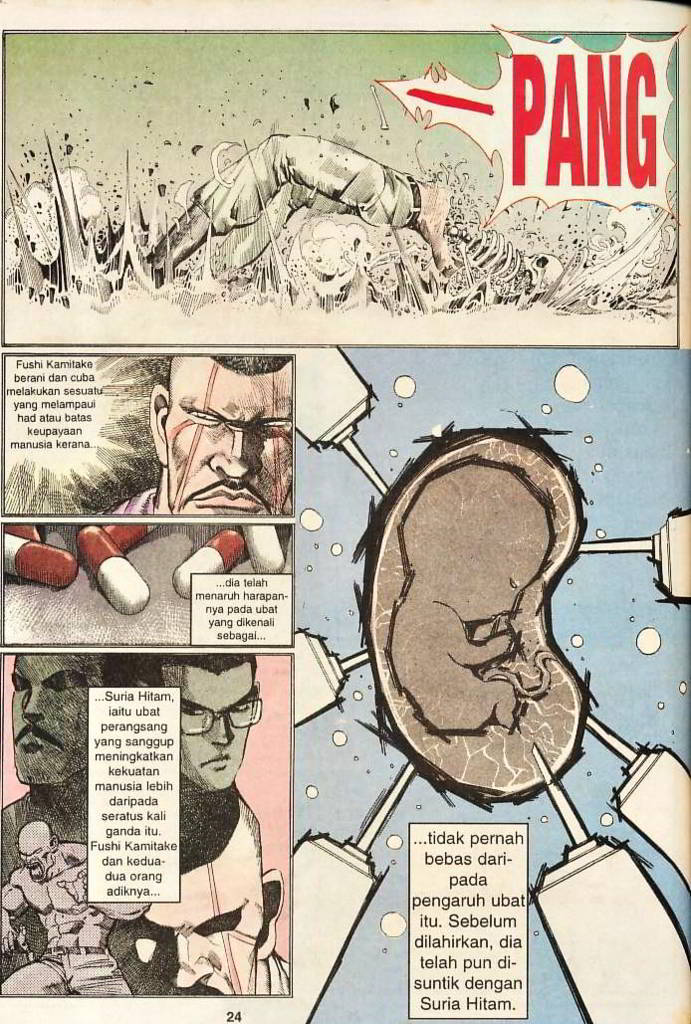 PANG
Fushi Kamitake
berani dan cuba
melakukan sesuatu
yang melampaui
had atau batas
keupayaan
manusia kerana...
...dia telah
menaruh harapan-
nya pada ubat
yang dikenali
sebagai...
...Suria Hitam,
iaitu ubat
perangsang
yang sanggup
meningkatkan
kekuatan
manusia lebih
daripada
seratus kali
ganda itu.
Fushi Kamitake
dan kedua-
dua orang
adiknya...
...tidak pernah
bebas dari-
pada
pengaruh ubat
itu. Sebelum
dilahirkan, dia
telah pun di-
suntik dengan
Suria Hitam.
24